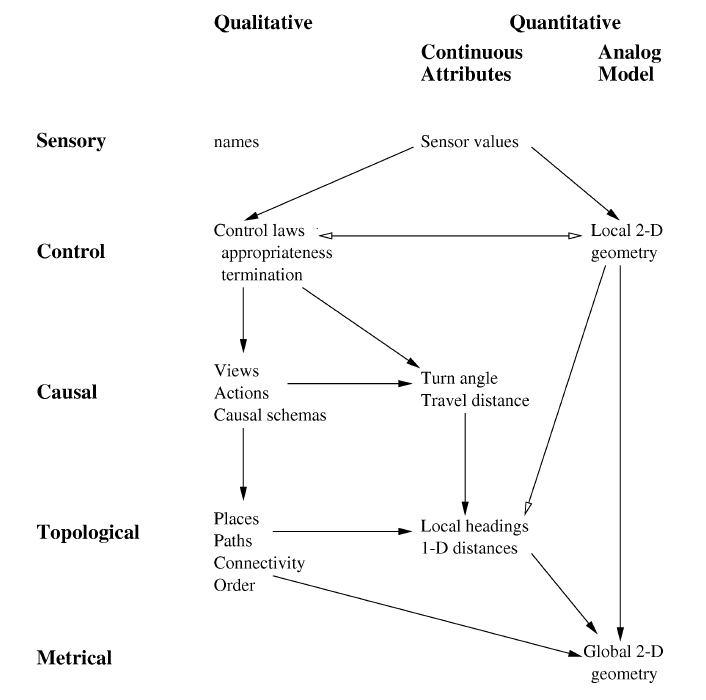 Qualitative
Quantitative
Continuous
Attributes
Analog
Model
Sensory
names
Sensor values
Control
Control laws
appropriateness
termination
Local 2-D
geometry
Causal
Views
Actions
Causal schemas
Turn angle
Travel distance
Topological
Places
Paths
Connectivity
Order
Local headings
1-D distances
Metrical
Global 2-D
geometry